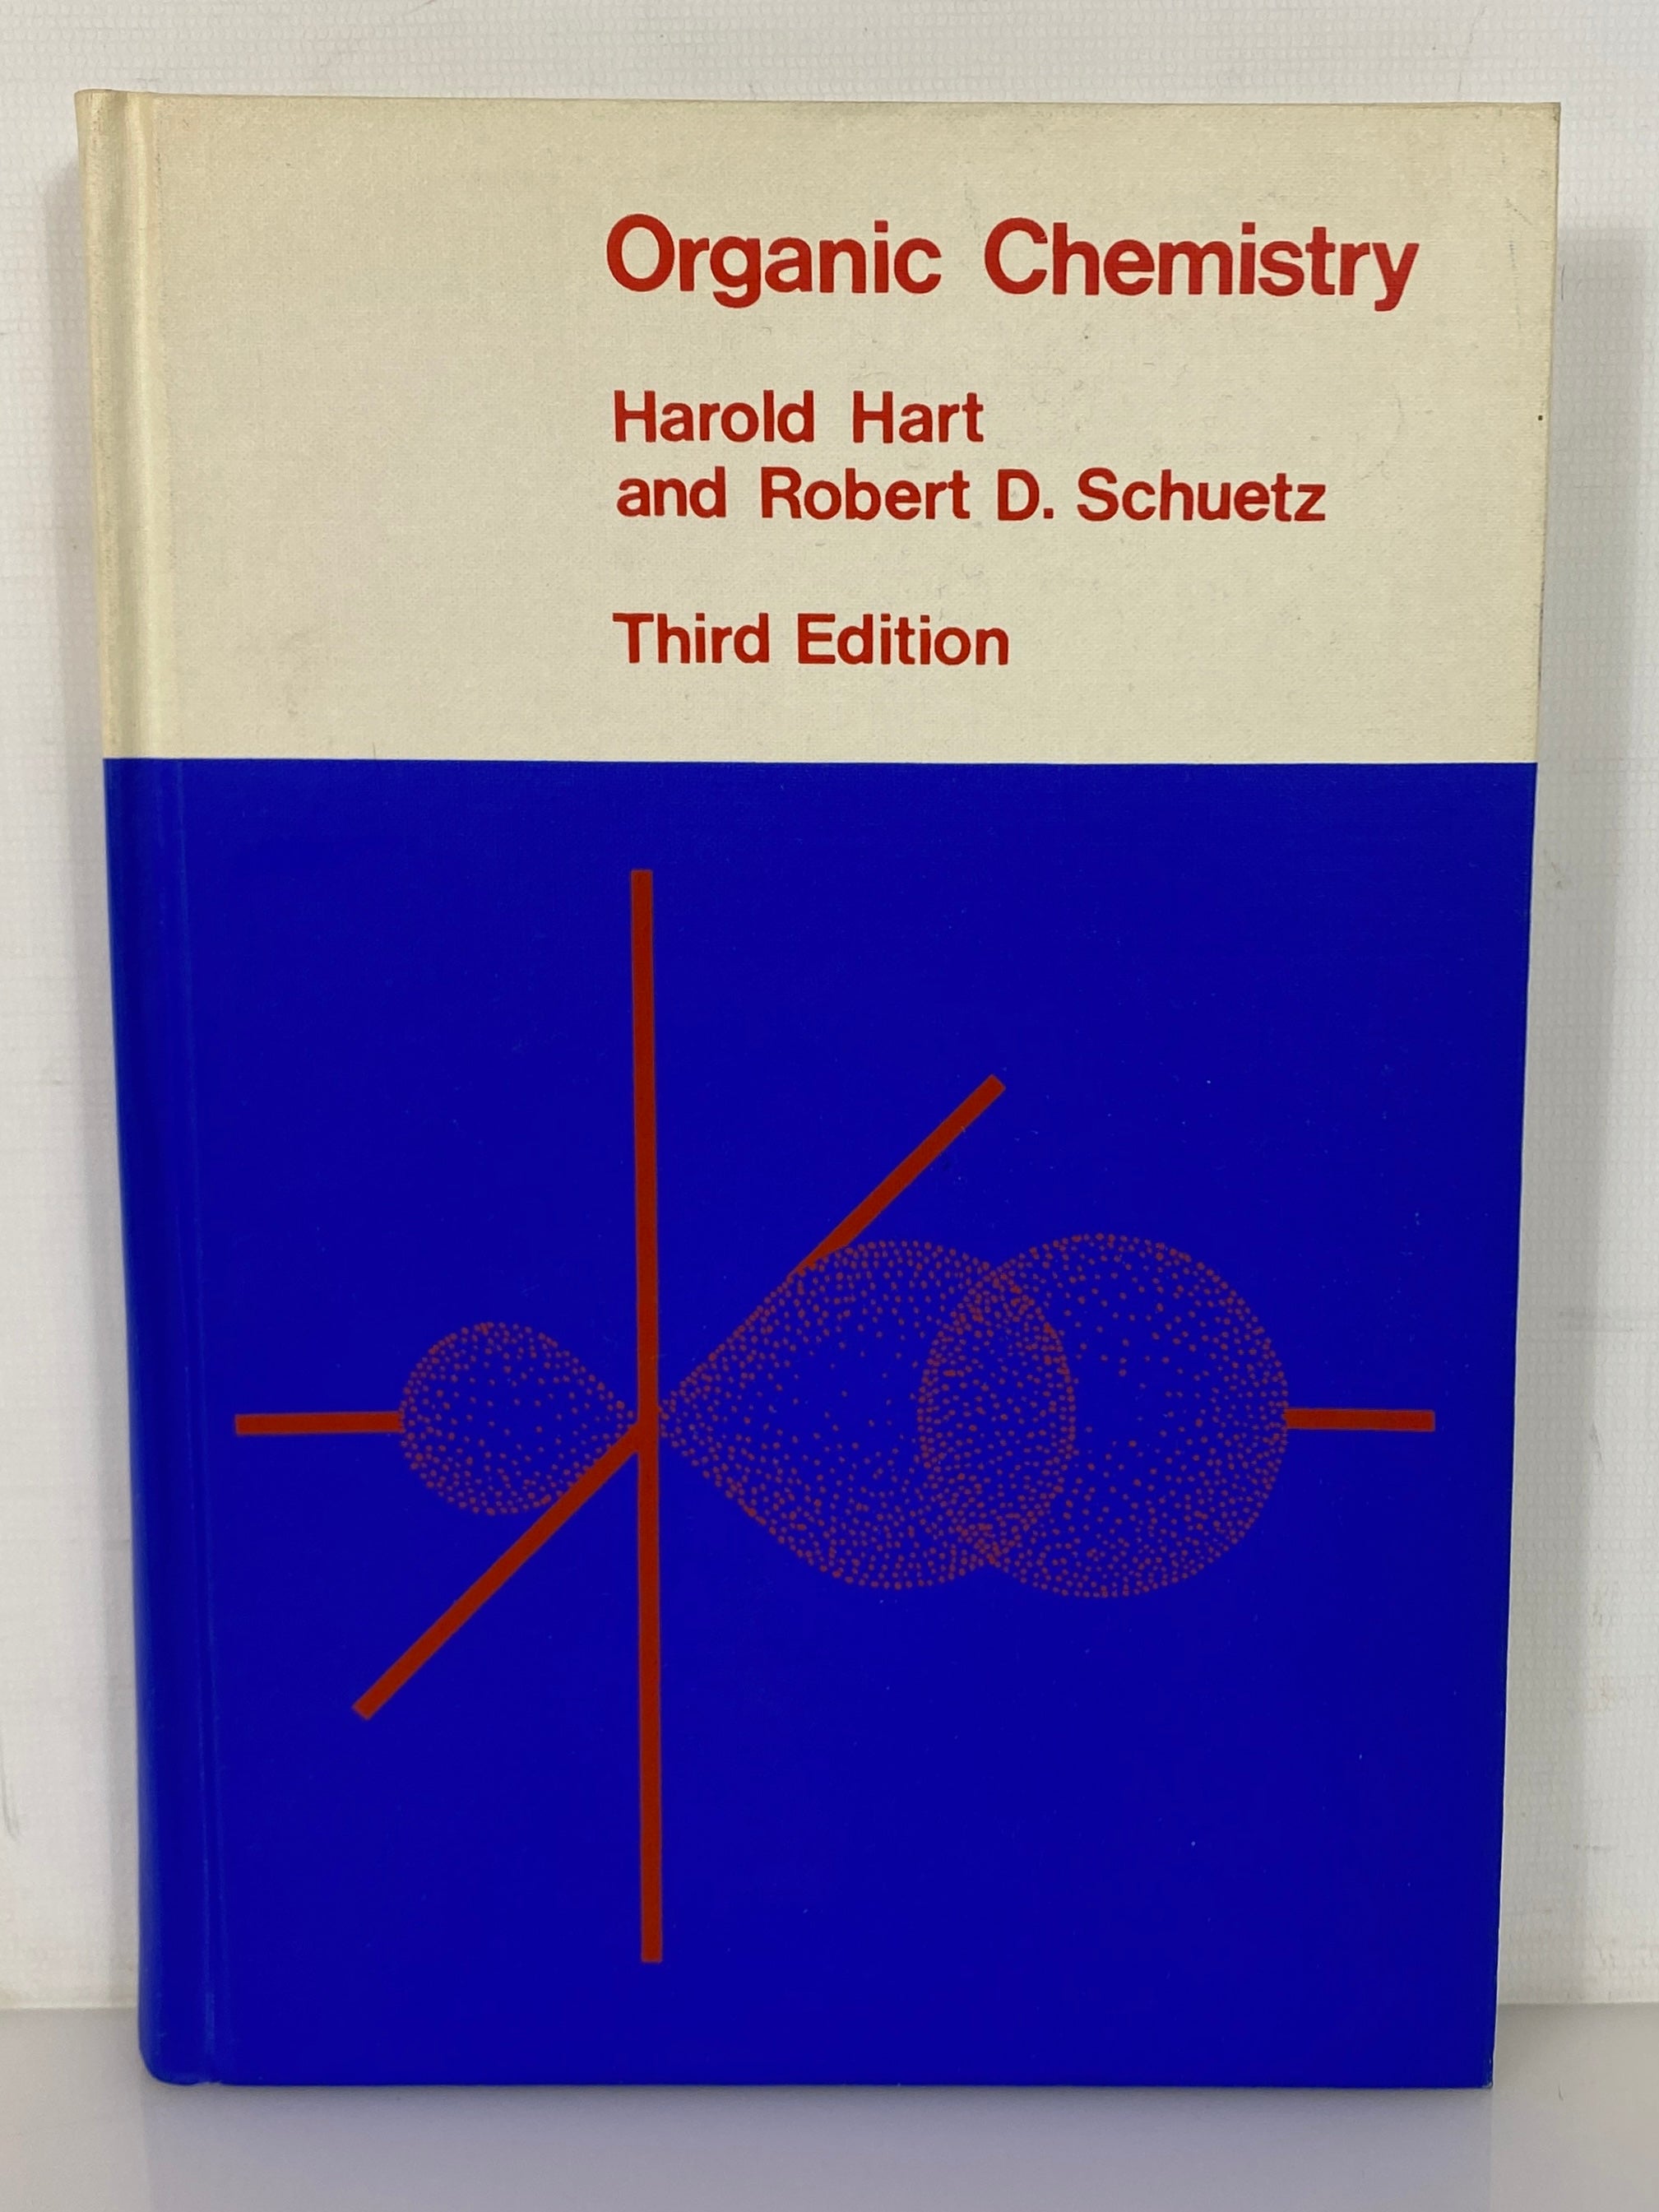 Organic Chemistry
Harold Hart
and Robert D. Schuetz
Third Edition